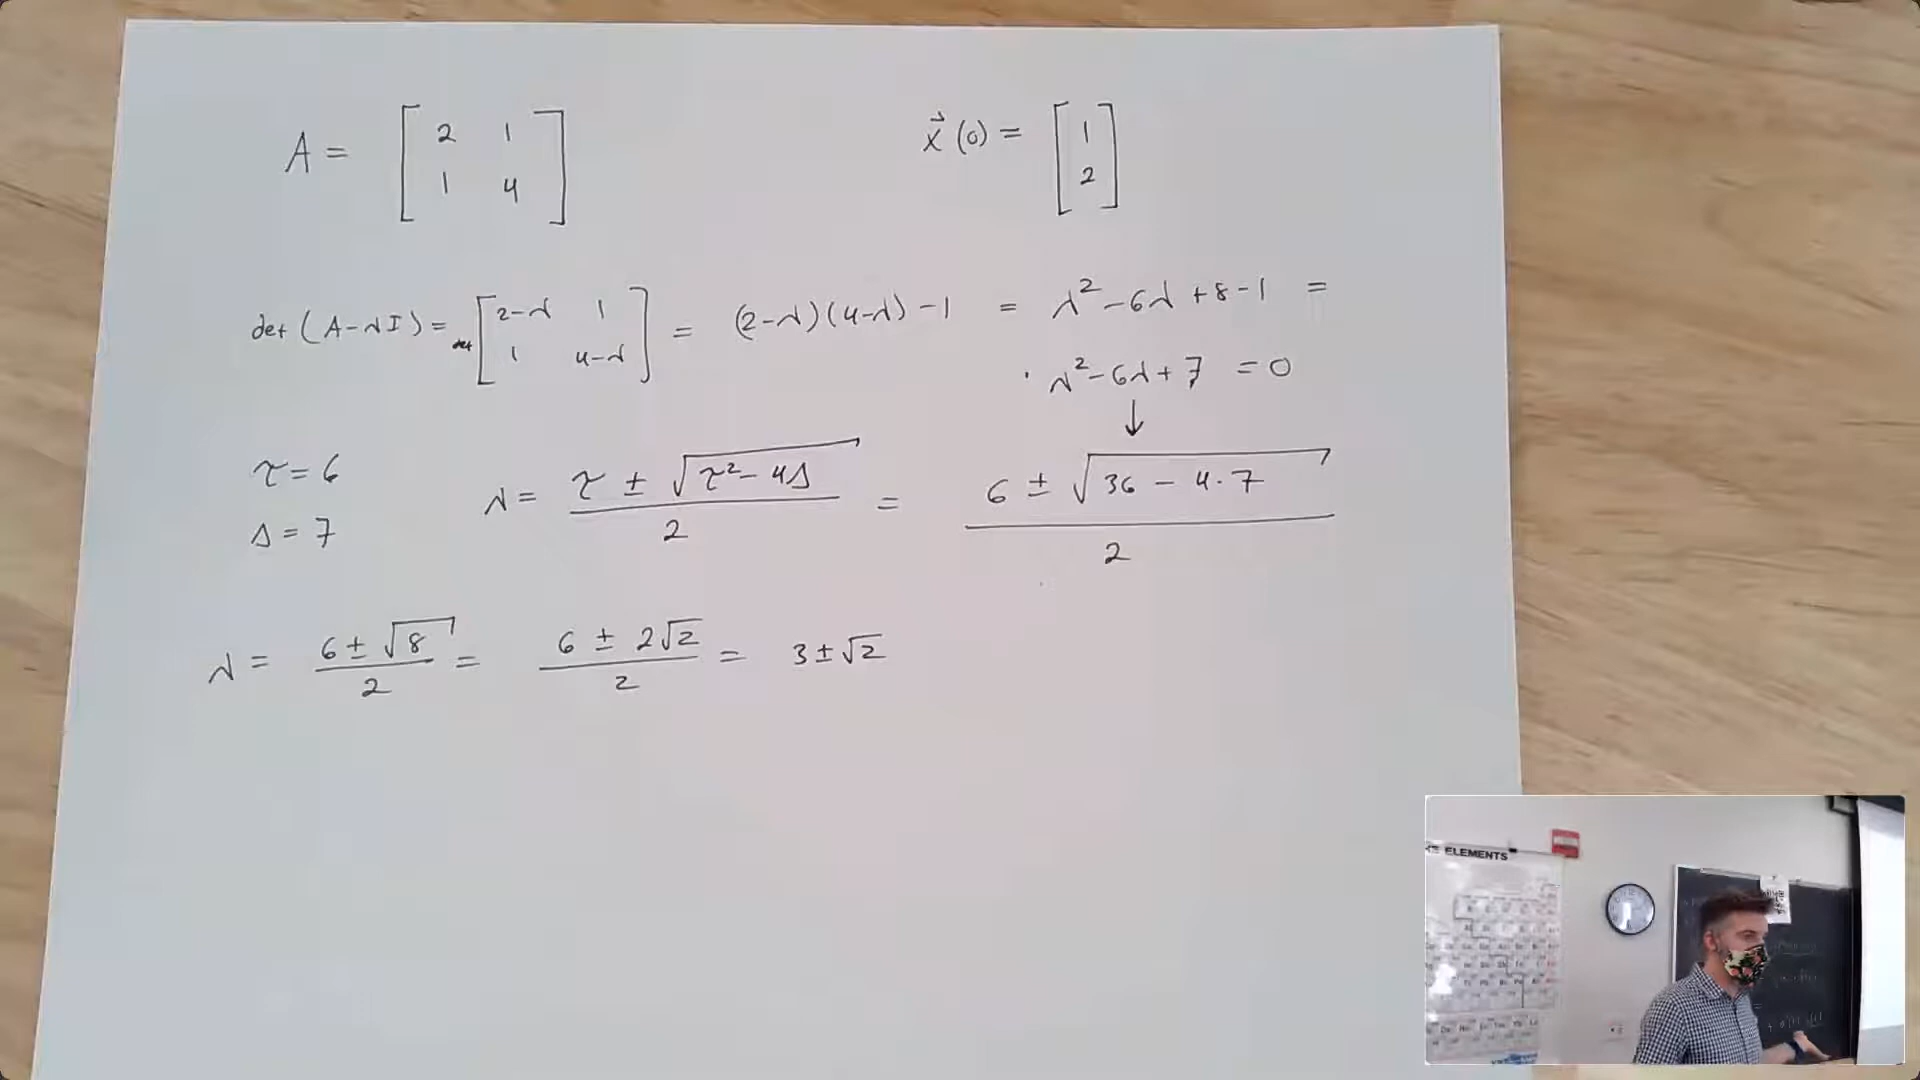 A = [ 2 1 ; 1 4 ]
x⃗ (0) = [ 1 ; 2 ]
det ( A - λI ) = det [ 2-λ 1 ; 1 4-λ ] = (2-λ)(4-λ) - 1 = λ² - 6λ + 8 - 1 =
λ² - 6λ + 7 = 0
↓
τ = 6
Δ = 7
λ = (τ ± √(τ² - 4Δ)) / 2 = (6 ± √(36 - 4·7)) / 2
λ = (6 ± √8) / 2 = (6 ± 2√2) / 2 = 3 ± √2
ELEMENTS